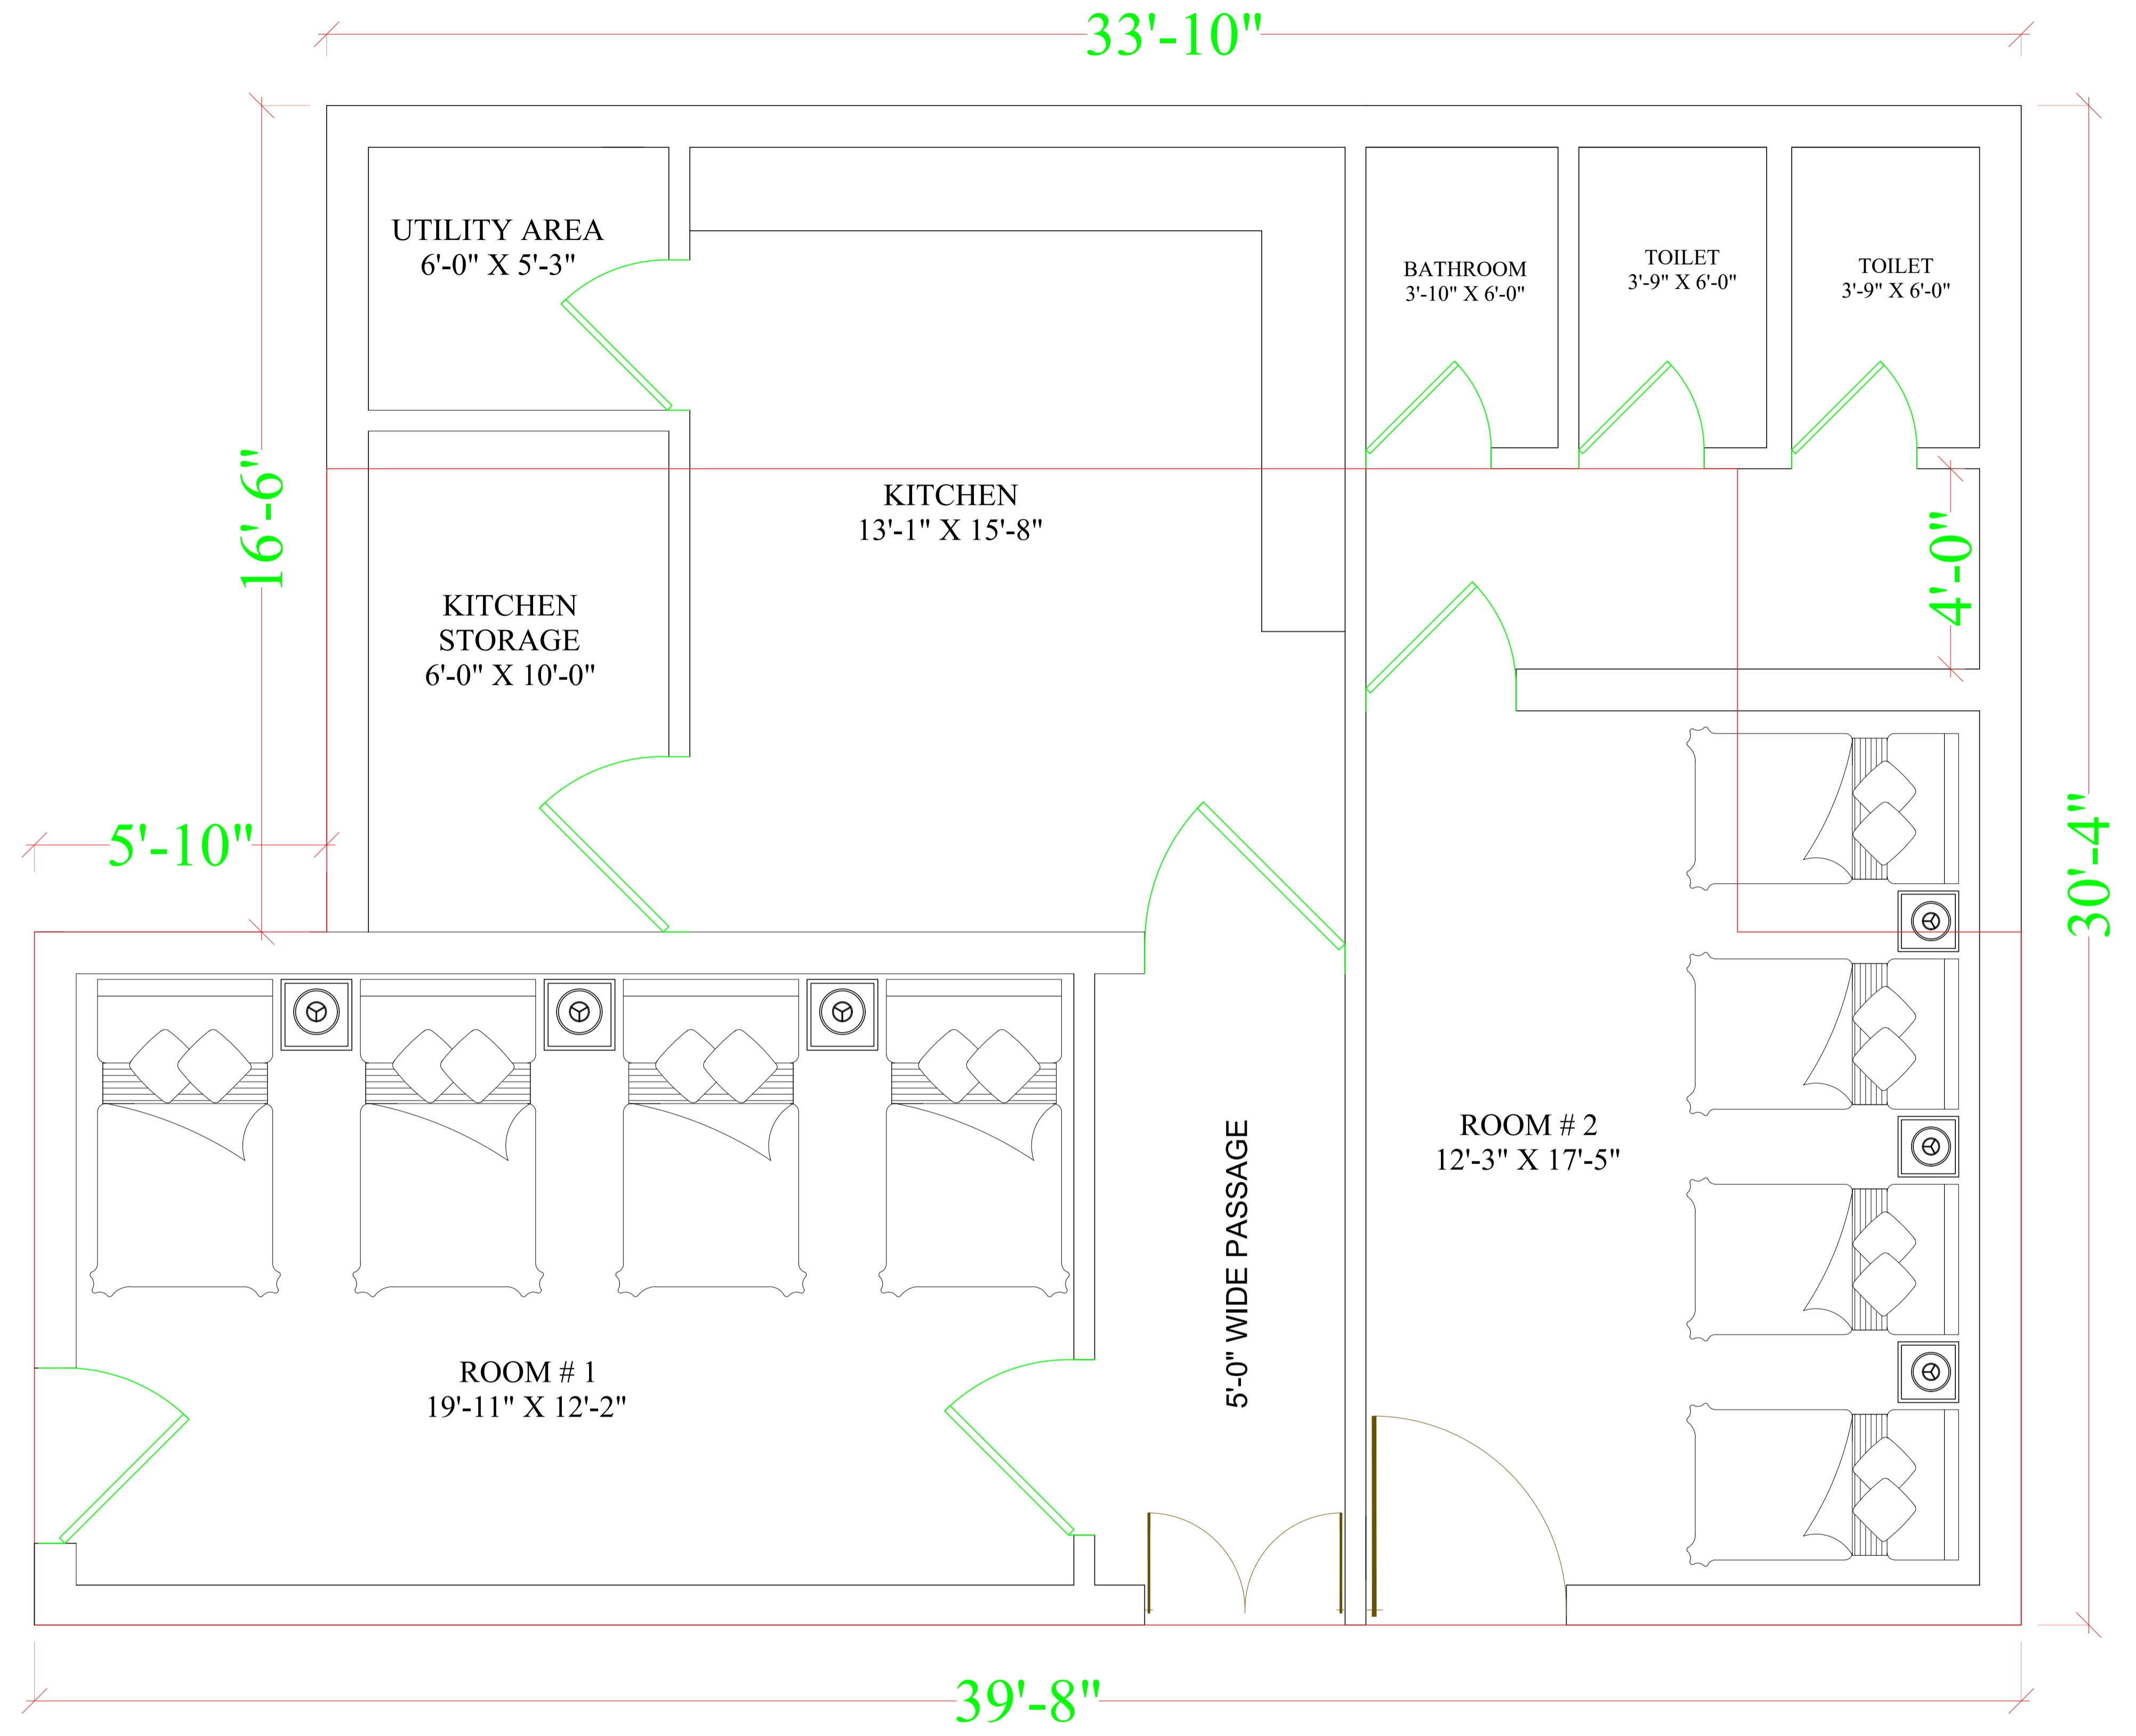 33'-10"
UTILITY AREA
6'-0" X 5'-3"
BATHROOM
3'-10" X 6'-0"
TOILET
3'-9" X 6'-0"
TOILET
3'-9" X 6'-0"
16'-6"
KITCHEN
13'-1" X 15'-8"
4'-0"
KITCHEN
STORAGE
6'-0" X 10'-0"
5'-10"
30'-4"
ROOM # 2
12'-3" X 17'-5"
5'-0" WIDE PASSAGE
ROOM # 1
19'-11" X 12'-2"
39'-8"